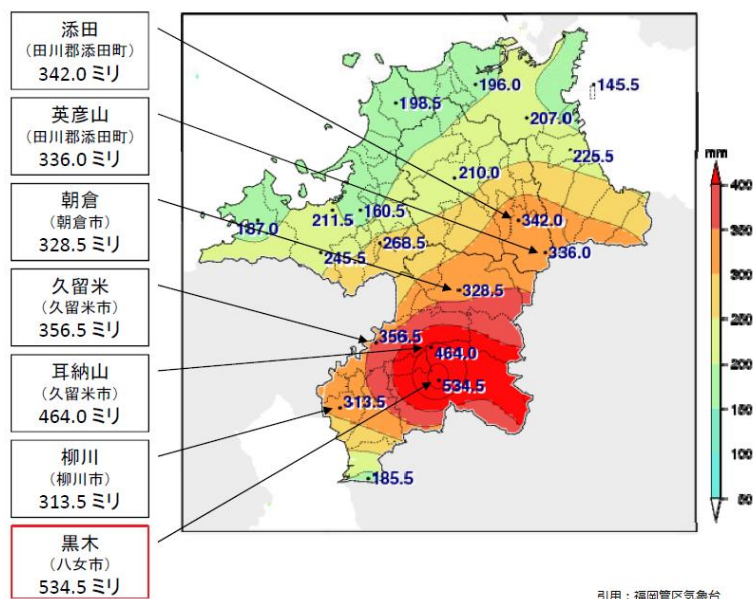 添田
（田川郡添田町）
342.0 ミリ
英彦山
（田川郡添田町）
336.0 ミリ
朝倉
（朝倉市）
328.5 ミリ
久留米
（久留米市）
356.5 ミリ
耳納山
（久留米市）
464.0 ミリ
柳川
（柳川市）
313.5 ミリ
黒木
（八女市）
534.5 ミリ
196.0
145.5
198.5
207.0
225.5
210.0
160.5
211.5
187.0
342.0
268.5
245.5
336.0
328.5
356.5
464.0
534.5
313.5
185.5
mm
400
350
300
250
200
150
100
50
引用：福岡管区気象台